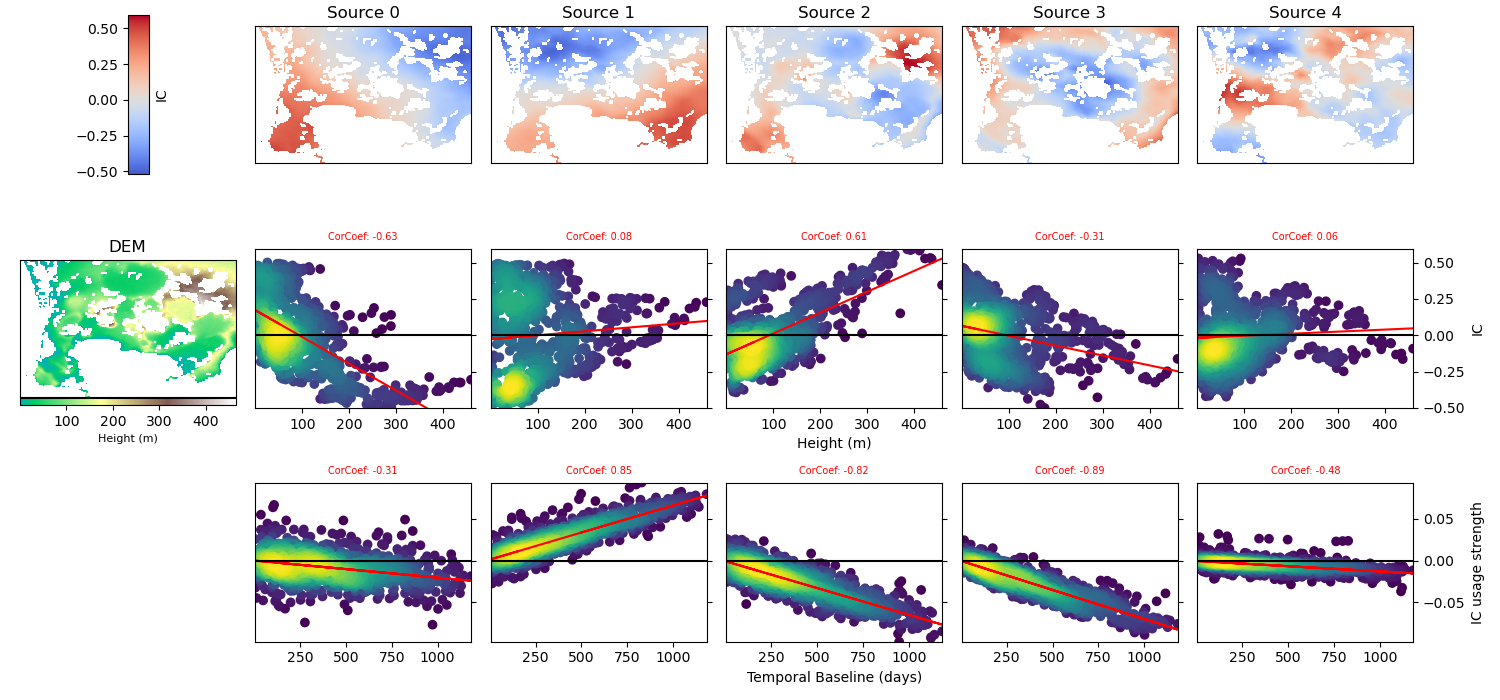 Source 0
Source 1
Source 2
Source 3
Source 4
0.50
0.25
0.00
−0.25
−0.50
IC
DEM
100
200
300
400
Height (m)
CorCoef: -0.63
CorCoef: 0.08
CorCoef: 0.61
CorCoef: -0.31
CorCoef: 0.06
0.50
0.25
0.00
−0.25
−0.50
IC
100
200
300
400
100
200
300
400
100
200
300
400
100
200
300
400
100
200
300
400
Height (m)
CorCoef: -0.31
CorCoef: 0.85
CorCoef: -0.82
CorCoef: -0.89
CorCoef: -0.48
0.05
0.00
−0.05
IC usage strength
250
500
750
1000
250
500
750
1000
250
500
750
1000
250
500
750
1000
250
500
750
1000
Temporal Baseline (days)